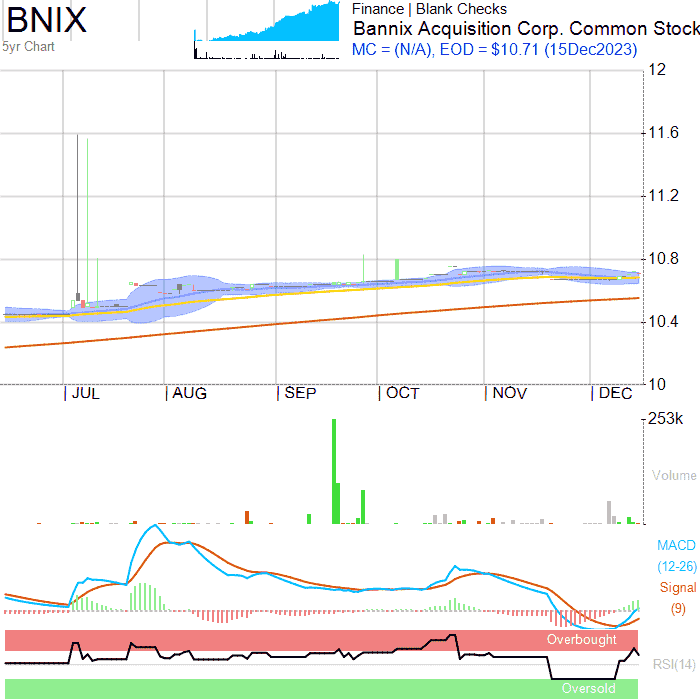 BNIX
5yr Chart
Finance | Blank Checks
Bannix Acquisition Corp. Common Stock
MC = (N/A), EOD = $10.71 (15Dec2023)
12
11.6
11.2
10.8
10.4
10
JUL AUG SEP OCT NOV DEC
253k
Volume
MACD
(12-26)
Signal
(9)
Overbought
RSI(14)
Oversold